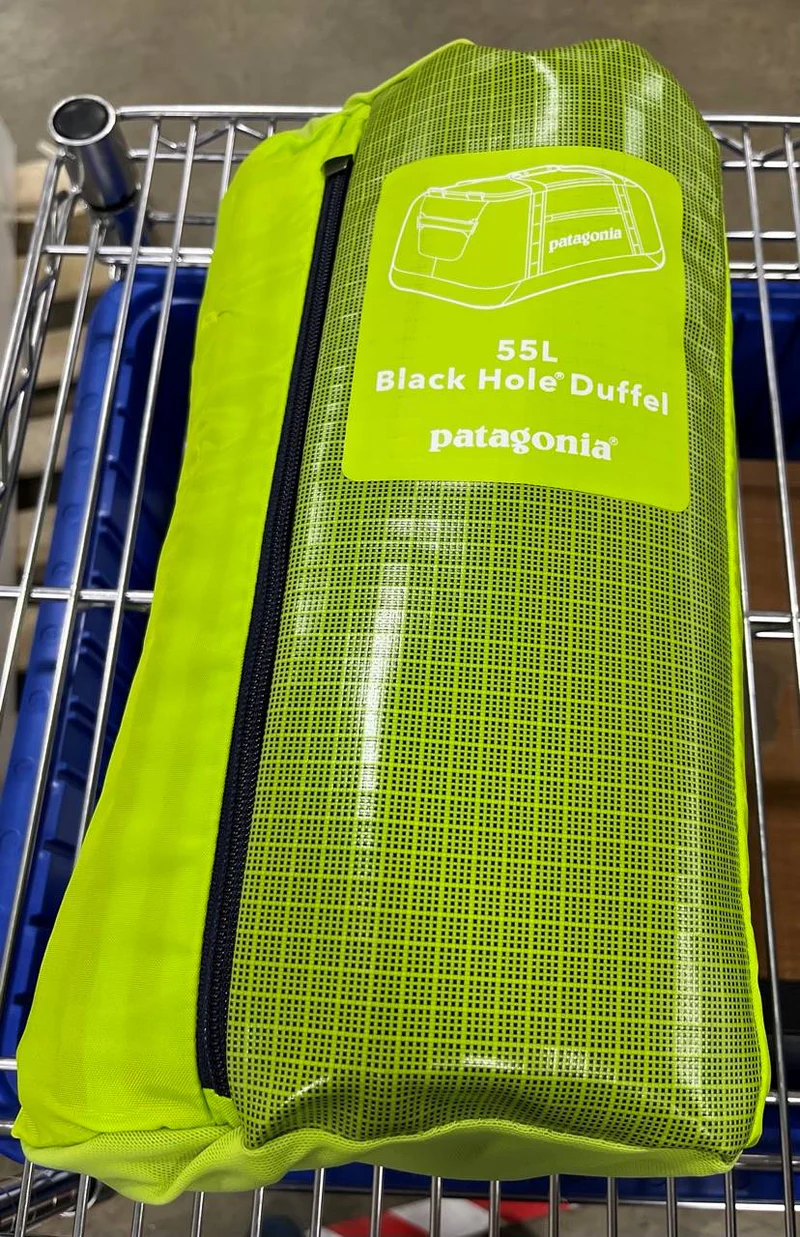 patagonia
55L
Black Hole® Duffel
patagonia®